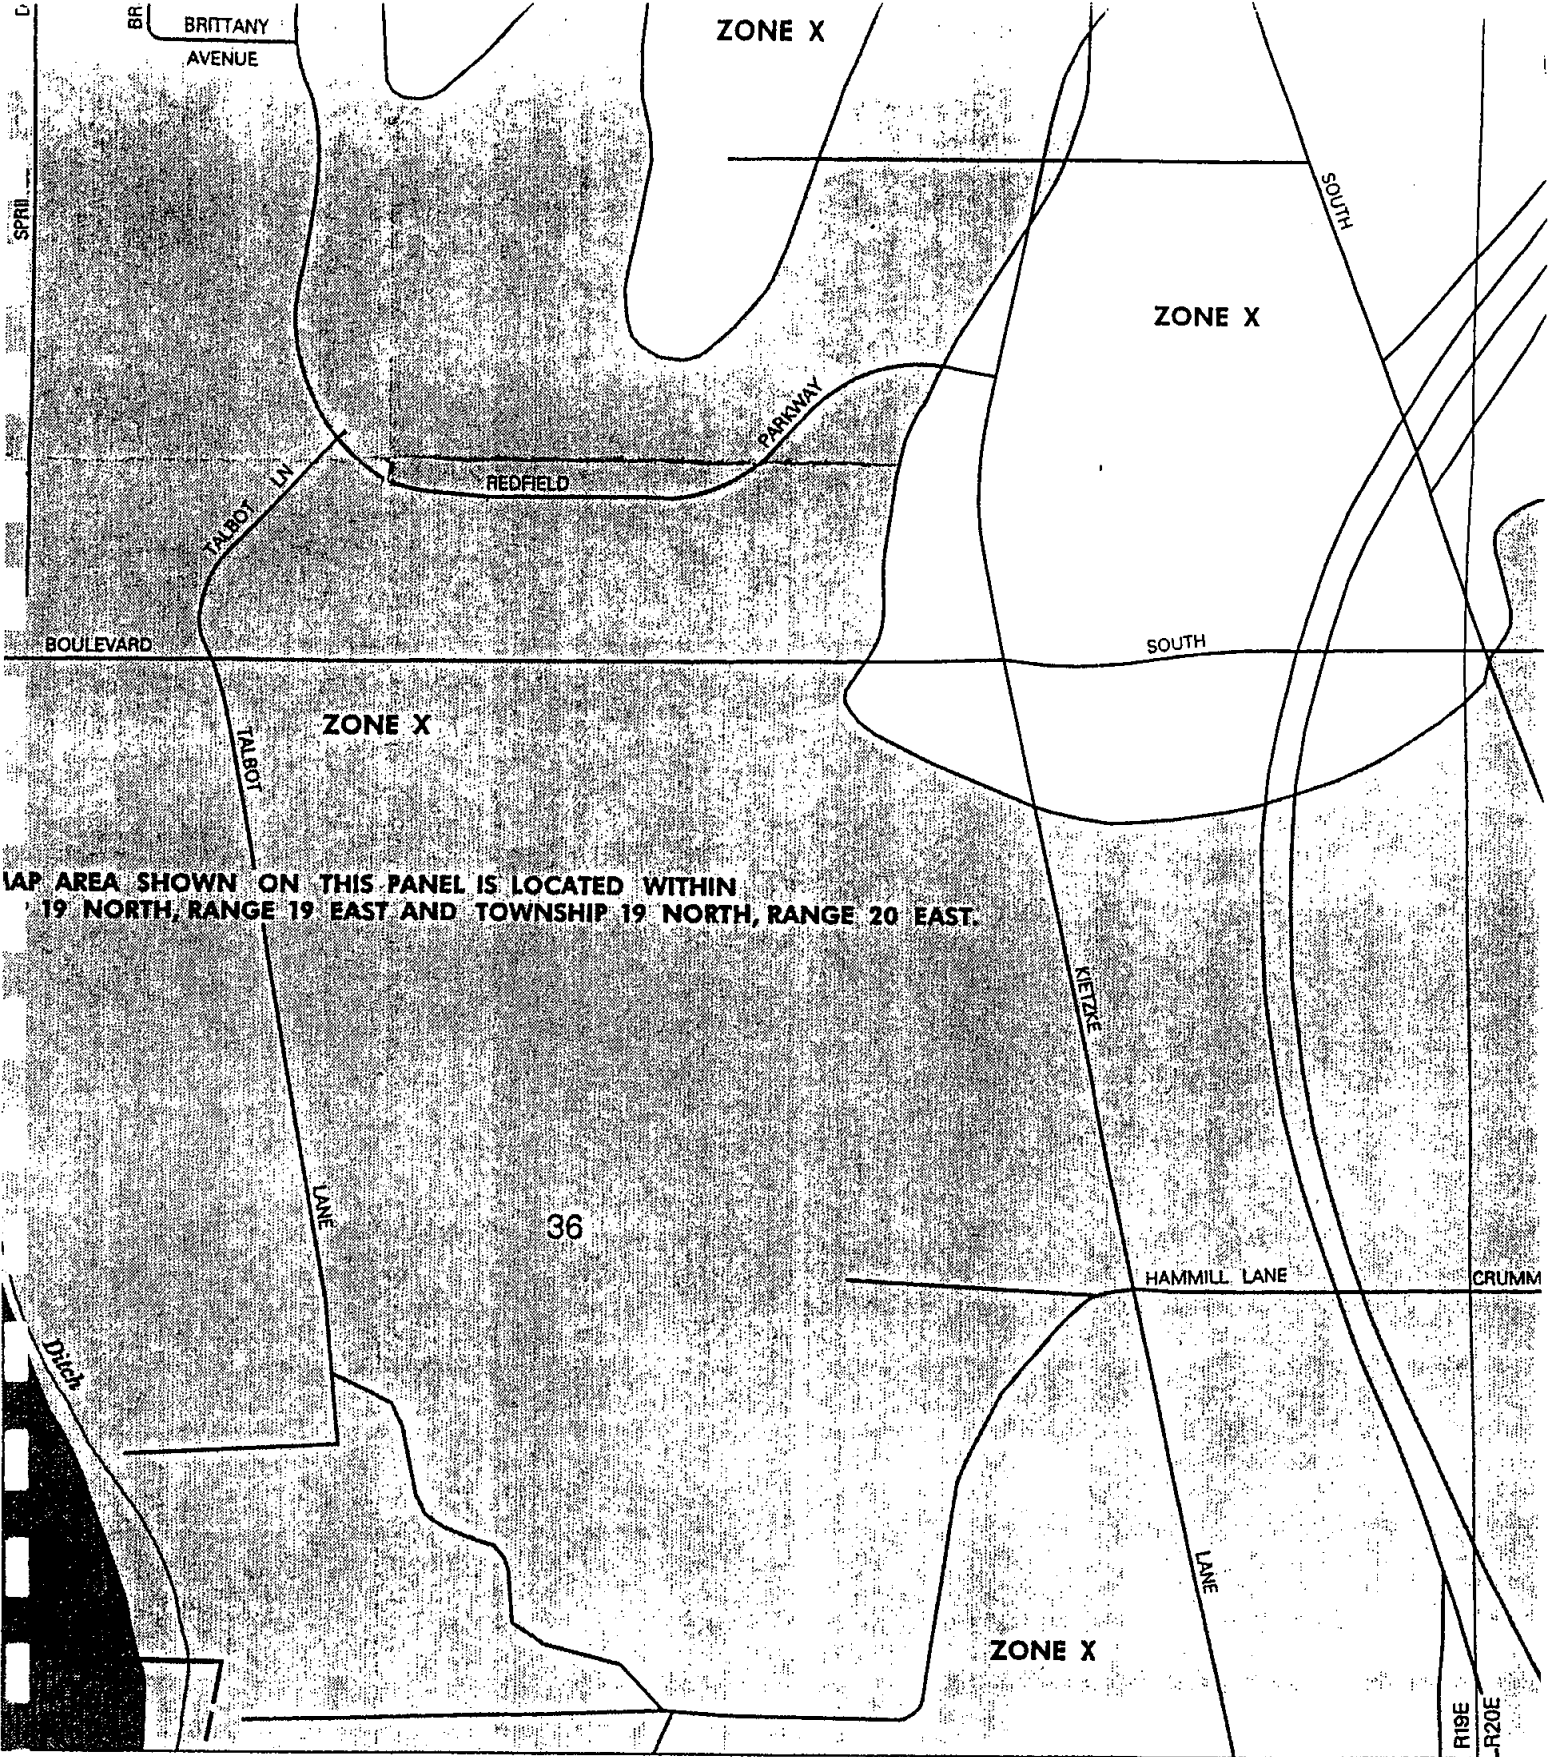 BRITTANY
AVENUE
ZONE X
SOUTH
ZONE X
PARKWAY
REDFIELD
TALBOT LN
BOULEVARD
SOUTH
ZONE X
TALBOT
AREA SHOWN ON THIS PANEL IS LOCATED WITHIN
19 NORTH, RANGE 19 EAST AND TOWNSHIP 19 NORTH, RANGE 20 EAST.
KIETZKE
LANE
36
HAMMILL LANE
CRUMM
Ditch
LANE
ZONE X
R19E
R20E